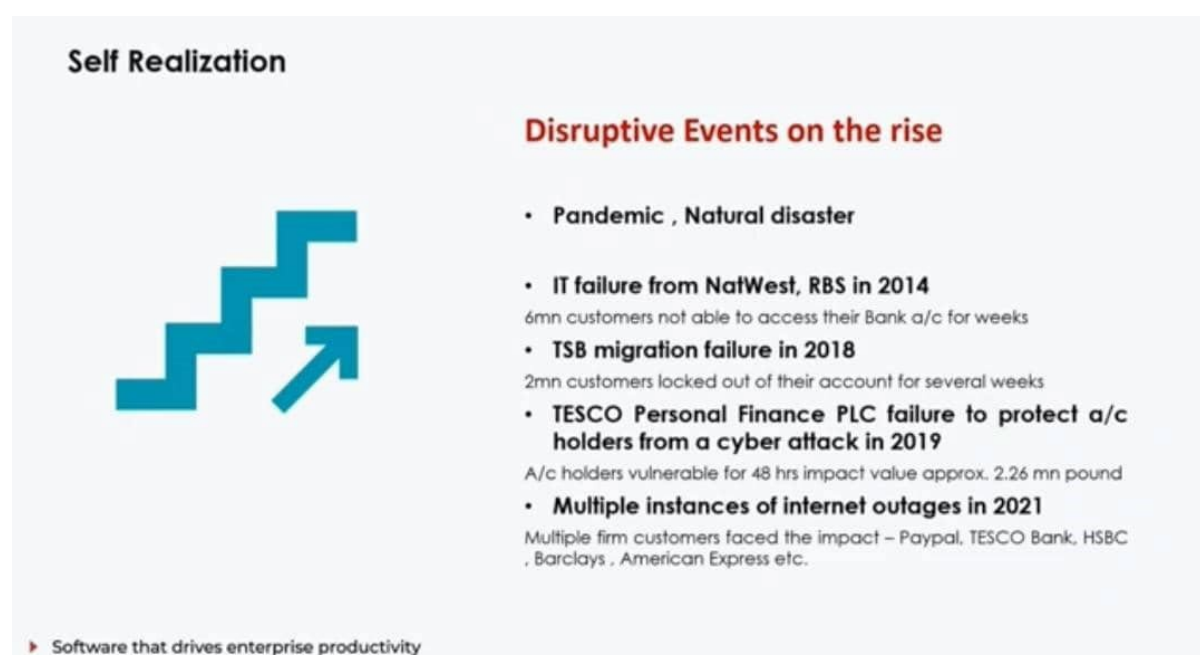 Self Realization
Disruptive Events on the rise
• Pandemic , Natural disaster
• IT failure from NatWest, RBS in 2014
6mn customers not able to access their Bank a/c for weeks
• TSB migration failure in 2018
2mn customers locked out of their account for several weeks
• TESCO Personal Finance PLC failure to protect a/c
holders from a cyber attack in 2019
A/c holders vulnerable for 48 hrs impact value approx. 2.26 mn pound
• Multiple instances of internet outages in 2021
Multiple firm customers faced the impact – Paypal, TESCO Bank, HSBC
, Barclays , American Express etc.
Software that drives enterprise productivity